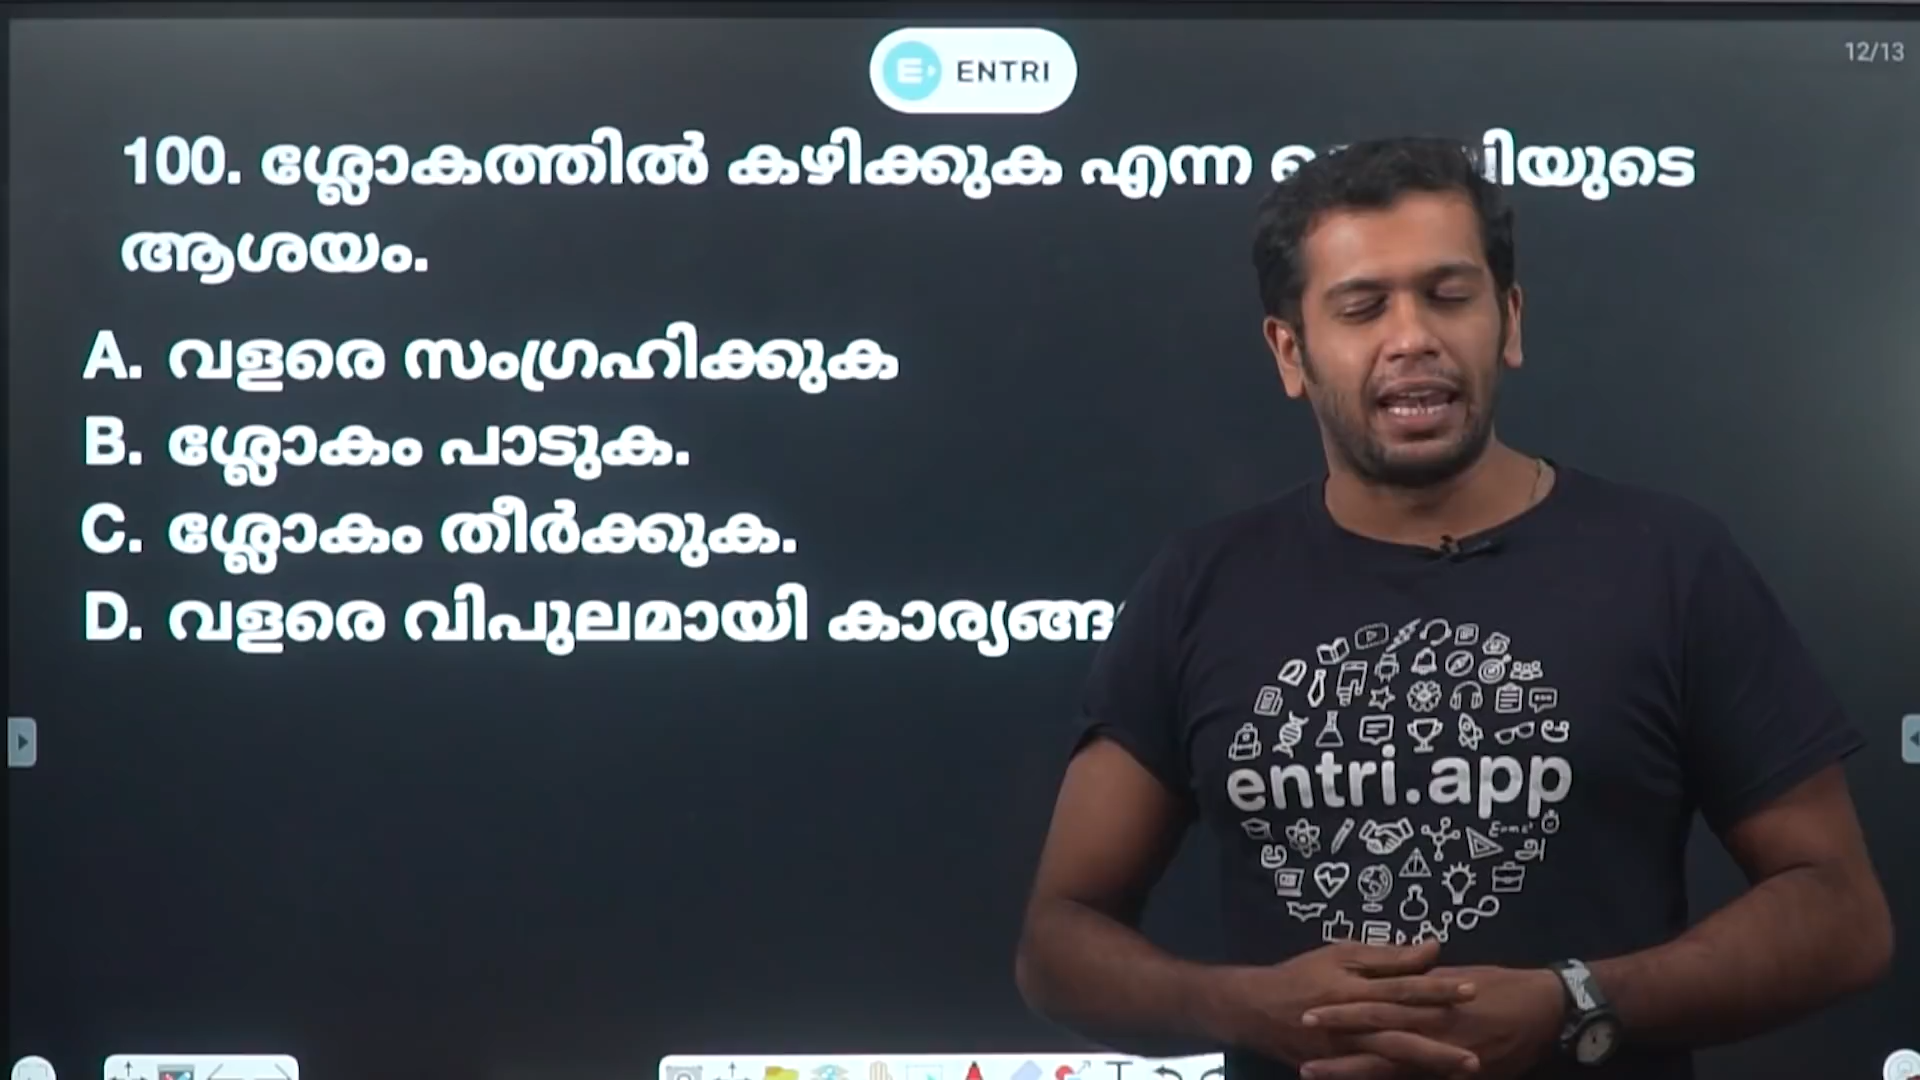 ENTRI
12/13
100. ശ്ലോകത്തിൽ കഴിക്കുക എന്ന
ആശയം.
A. വളരെ സംഗ്രഹിക്കുക
B. ശ്ലോകം പാടുക.
C. ശ്ലോകം തീർക്കുക.
D. വളരെ വിപുലമായി
entri.app